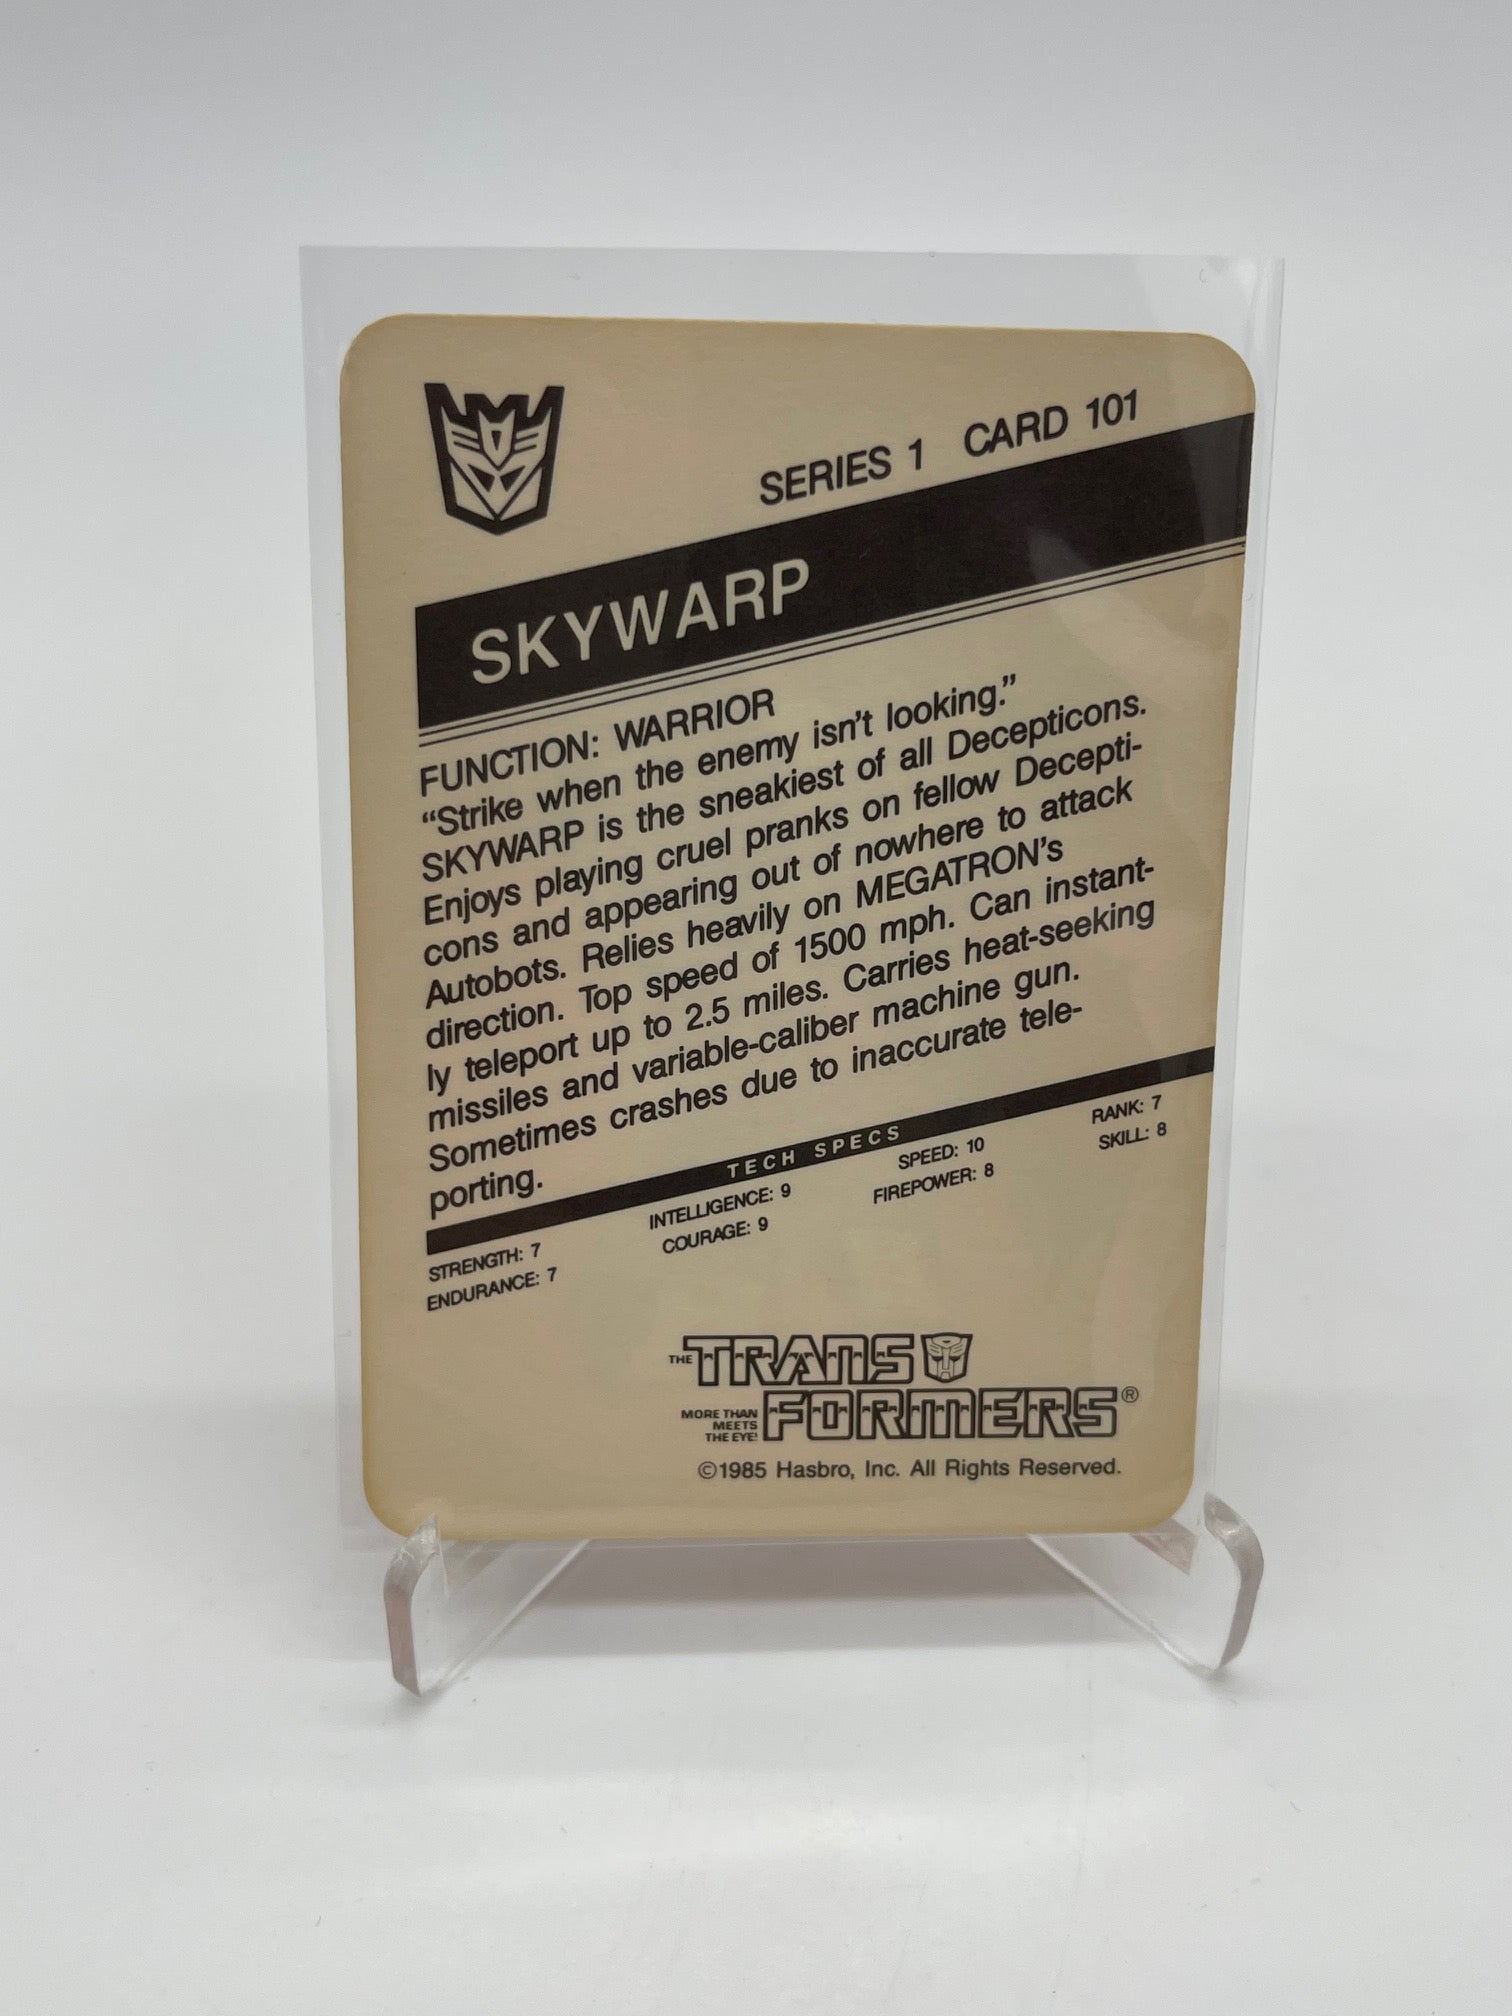 SERIES 1 CARD 101
SKYWARP
FUNCTION: WARRIOR
“Strike when the enemy isn’t looking.”
SKYWARP is the sneakiest of all Decepticons.
Enjoys playing cruel pranks on fellow Decepti-
cons and appearing out of nowhere to attack
Autobots. Relies heavily on MEGATRON’s
direction. Top speed of 1500 mph. Can instant-
ly teleport up to 2.5 miles. Carries heat-seeking
missiles and variable-caliber machine gun.
Sometimes crashes due to inaccurate tele-
porting.
TECH SPECS
STRENGTH: 7 INTELLIGENCE: 9 SPEED: 10 RANK: 7
ENDURANCE: 7 COURAGE: 9 FIREPOWER: 8 SKILL: 8
THE TRANS
FORMERS®
MORE THAN
MEETS
THE EYE!
©1985 Hasbro, Inc. All Rights Reserved.